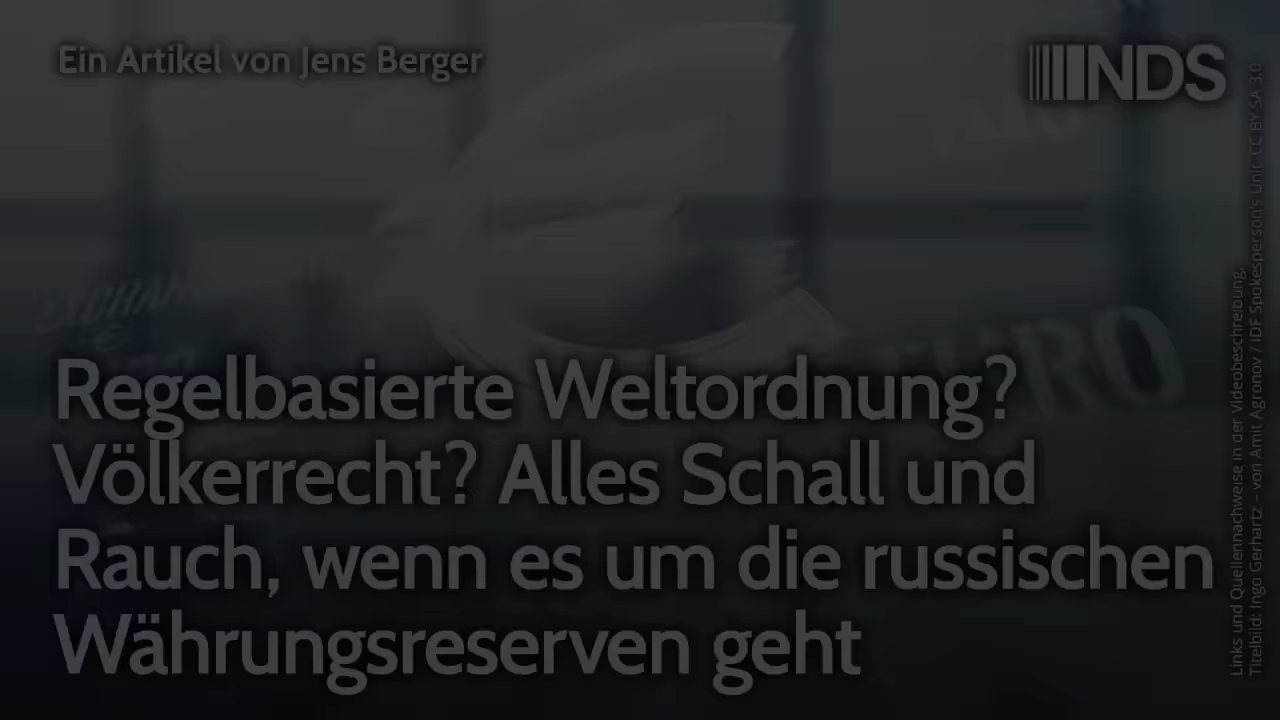 Ein Artikel von Jens Berger
NDS
EXCHAN
EURO
Regelbasierte Weltordnung?
Völkerrecht? Alles Schall und
Rauch, wenn es um die russischen
Währungsreserven geht
Links und Quellennachweise in der Videobeschreibung.
Titelbild: Ingo Gerhartz – von Amit Agronov / IDF Spokesperson's Unit, CC BY-SA 3.0